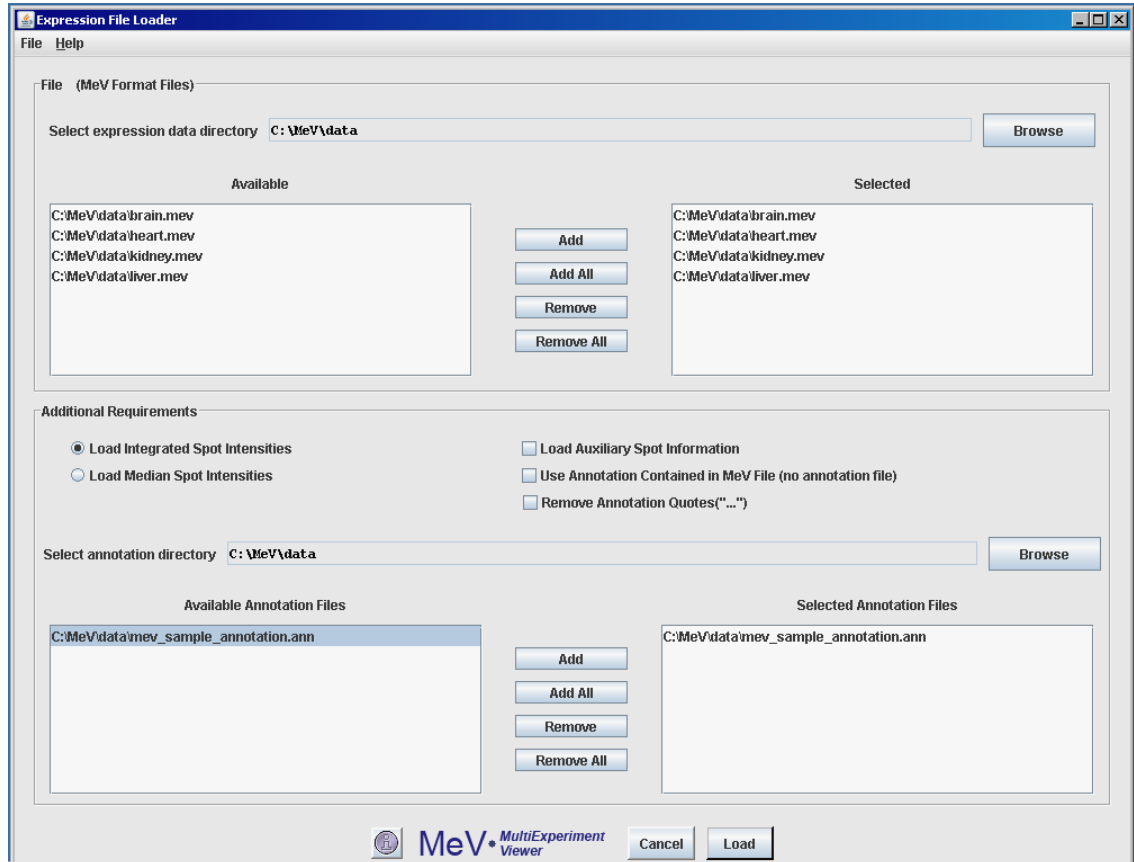 Expression File Loader
File Help
File (MeV Format Files)
Select expression data directory C:\MeV\data Browse
Available Selected
C:\MeV\data\brain.mev C:\MeV\data\brain.mev
C:\MeV\data\heart.mev C:\MeV\data\heart.mev
C:\MeV\data\kidney.mev C:\MeV\data\kidney.mev
C:\MeV\data\liver.mev C:\MeV\data\liver.mev
Add
Add All
Remove
Remove All
Additional Requirements
Load Integrated Spot Intensities Load Auxiliary Spot Information
Load Median Spot Intensities Use Annotation Contained in MeV File (no annotation file)
Remove Annotation Quotes("...")
Select annotation directory C:\MeV\data Browse
Available Annotation Files Selected Annotation Files
C:\MeV\data\mev_sample_annotation.ann C:\MeV\data\mev_sample_annotation.ann
Add
Add All
Remove
Remove All
MeV MultiExperiment Viewer Cancel Load